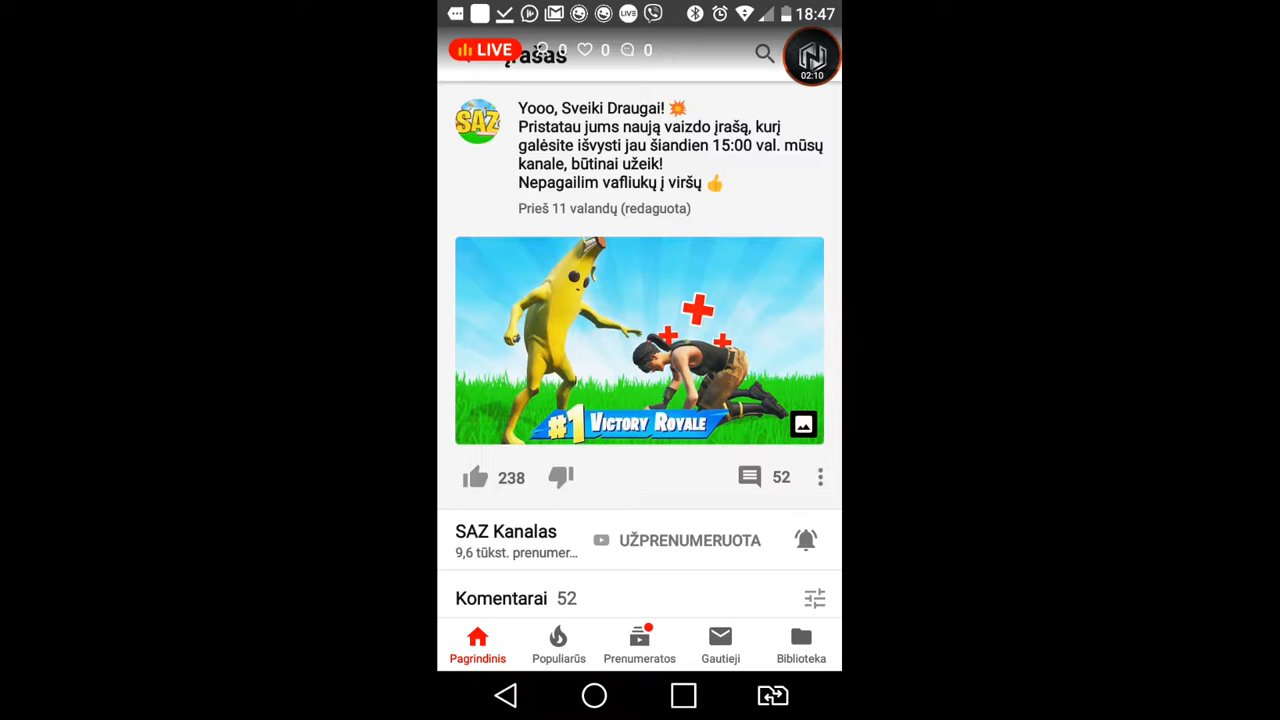 18:47
LIVE 0 0 0
Įrašas
02:10
SAZ
Yooo, Sveiki Draugai! 💥
Pristatau jums naują vaizdo įrašą, kurį
galėsite išvysti jau šiandien 15:00 val. mūsų
kanale, būtinai užeik!
Nepagailim vafliukų į viršų 👍
Prieš 11 valandų (redaguota)
#1 VICTORY ROYALE
238 52
SAZ Kanalas
UŽPRENUMERUOTA
9,6 tūkst. prenumer...
Komentarai 52
Pagrindinis Populiarūs Prenumeratos Gautieji Biblioteka